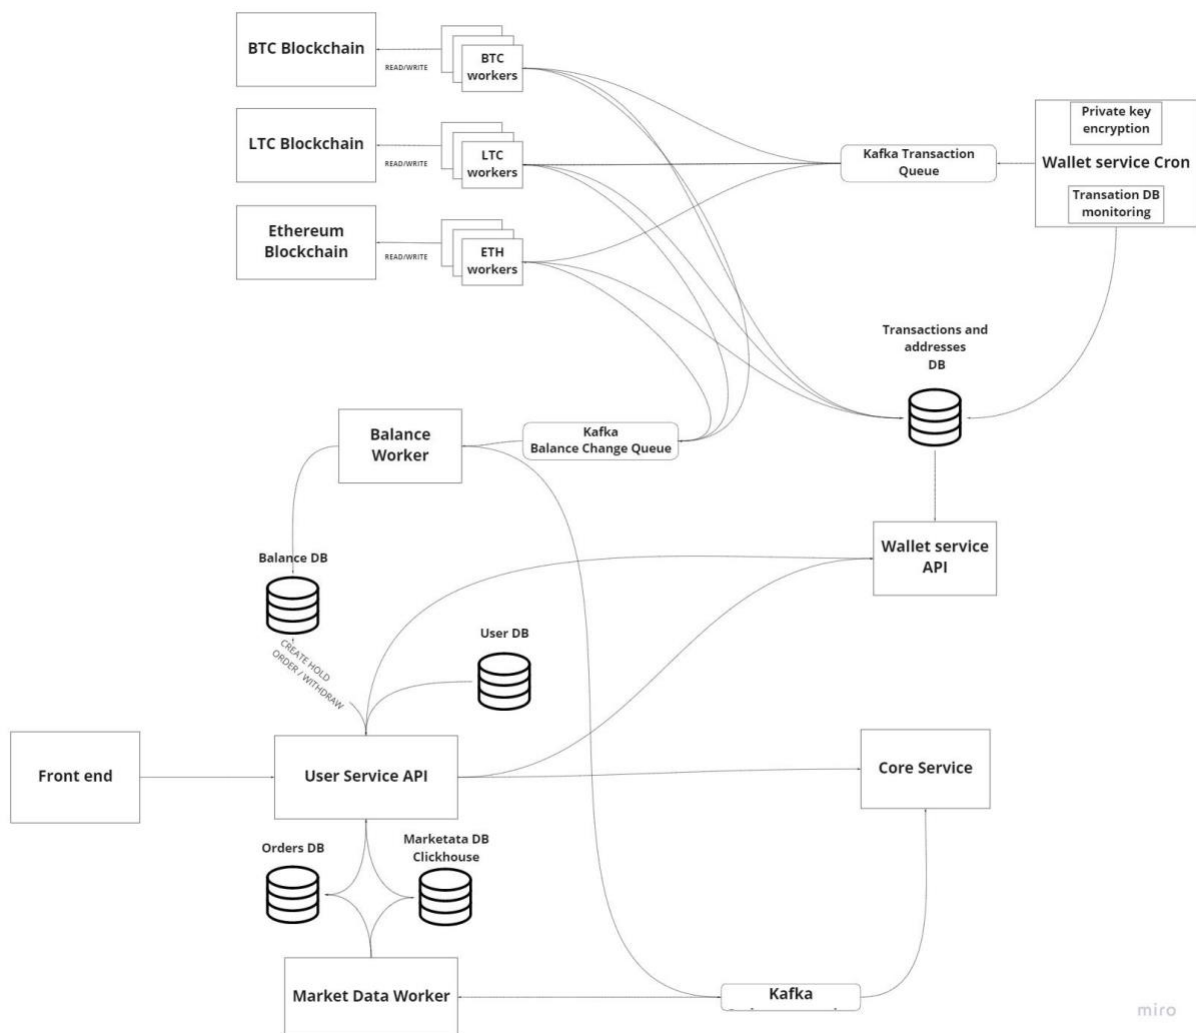 BTC Blockchain
READ/WRITE
BTC
workers
LTC Blockchain
READ/WRITE
LTC
workers
Ethereum
Blockchain
READ/WRITE
ETH
workers
Kafka Transaction
Queue
Private key
encryption
Wallet service Cron
Transation DB
monitoring
Transactions and
addresses
DB
Balance
Worker
Kafka
Balance Change Queue
Wallet service
API
Balance DB
CREATE HOLD
ORDER / WITHDRAW
User DB
Front end
User Service API
Core Service
Orders DB
Marketata DB
Clickhouse
Market Data Worker
Kafka
miro